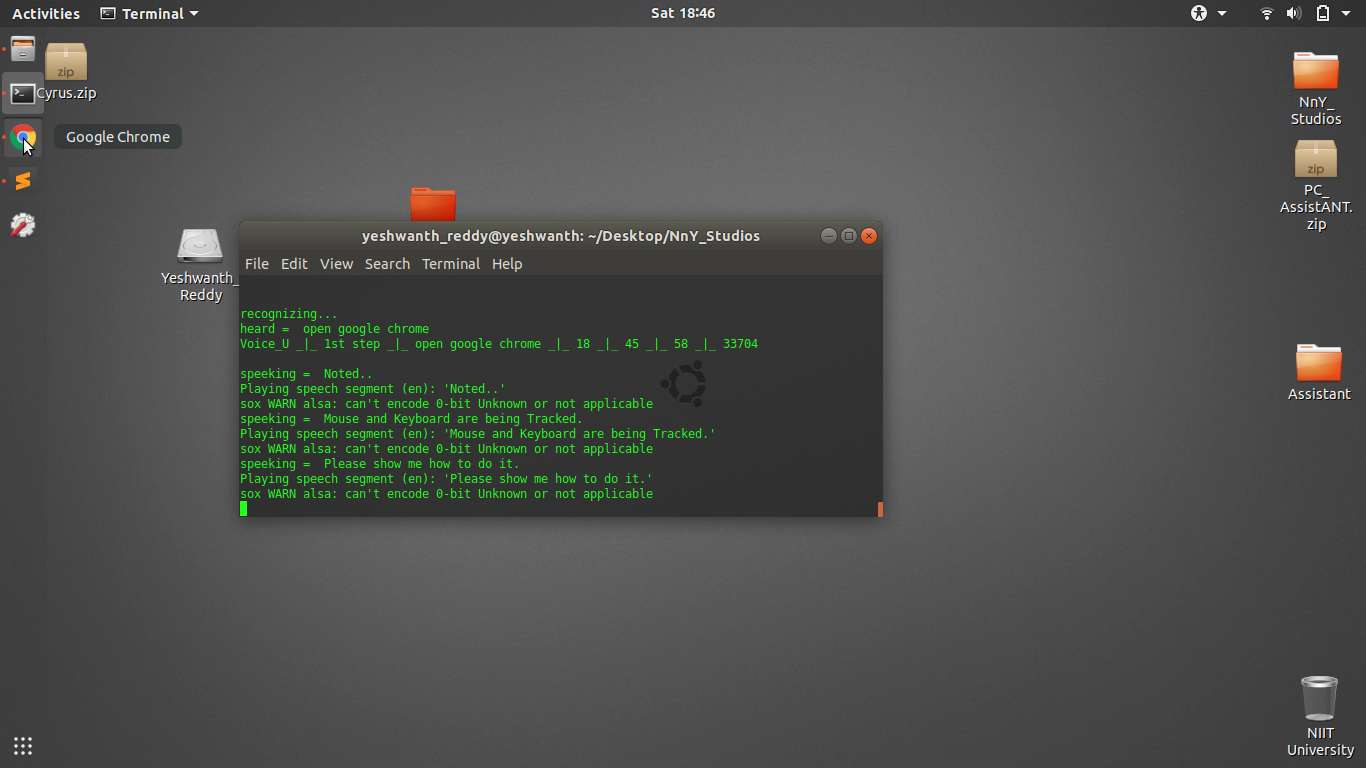 Activities
Terminal
Sat 18:46
zip
Cyrus.zip
Google Chrome
NnY_
Studios
zip
PC_
AssistANT.
zip
Yeshwanth_
Reddy
yeshwanth_reddy@yeshwanth: ~/Desktop/NnY_Studios
File Edit View Search Terminal Help
recognizing...
heard =  open google chrome
Voice_U _|_ 1st step _|_ open google chrome _|_ 18 _|_ 45 _|_ 58 _|_ 33704
speeking =  Noted..
Playing speech segment (en): 'Noted..'
sox WARN alsa: can't encode 0-bit Unknown or not applicable
speeking =  Mouse and Keyboard are being Tracked.
Playing speech segment (en): 'Mouse and Keyboard are being Tracked.'
sox WARN alsa: can't encode 0-bit Unknown or not applicable
speeking =  Please show me how to do it.
Playing speech segment (en): 'Please show me how to do it.'
sox WARN alsa: can't encode 0-bit Unknown or not applicable
Assistant
NIIT
University